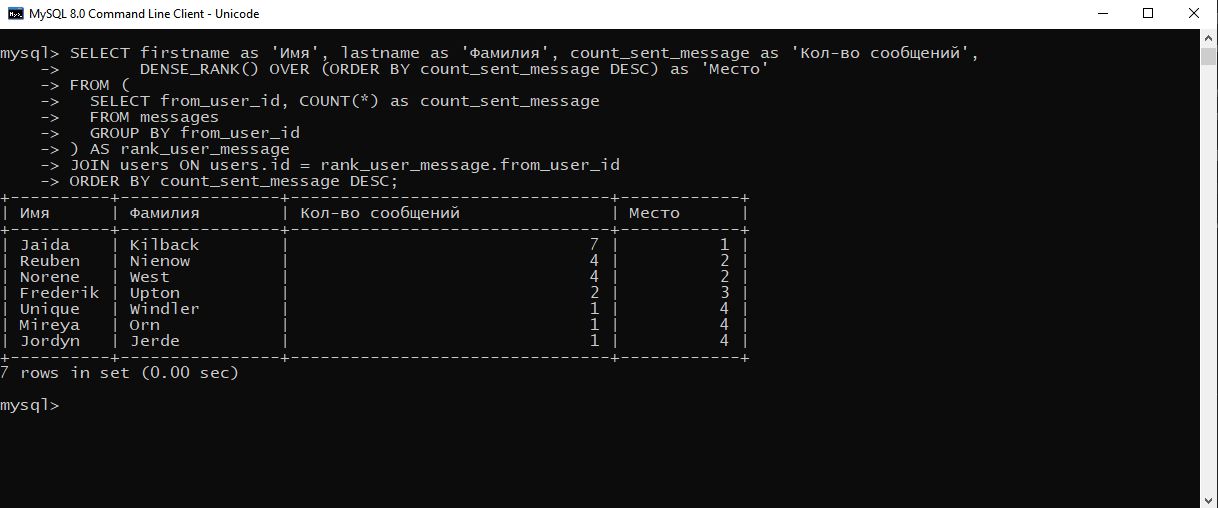 MySQL 8.0 Command Line Client - Unicode
mysql> SELECT firstname as 'Имя', lastname as 'Фамилия', count_sent_message as 'Кол-во сообщений',
    ->        DENSE_RANK() OVER (ORDER BY count_sent_message DESC) as 'Место'
    -> FROM (
    ->   SELECT from_user_id, COUNT(*) as count_sent_message
    ->   FROM messages
    ->   GROUP BY from_user_id
    -> ) AS rank_user_message
    -> JOIN users ON users.id = rank_user_message.from_user_id
    -> ORDER BY count_sent_message DESC;
+----------+----------------+--------------------------------+------------+
| Имя      | Фамилия        | Кол-во сообщений               | Место      |
+----------+----------------+--------------------------------+------------+
| Jaida    | Kilback        |                              7 |          1 |
| Reuben   | Nienow         |                              4 |          2 |
| Norene   | West           |                              4 |          2 |
| Frederik | Upton          |                              2 |          3 |
| Unique   | Windler        |                              1 |          4 |
| Mireya   | Orn            |                              1 |          4 |
| Jordyn   | Jerde          |                              1 |          4 |
+----------+----------------+--------------------------------+------------+
7 rows in set (0.00 sec)
mysql>